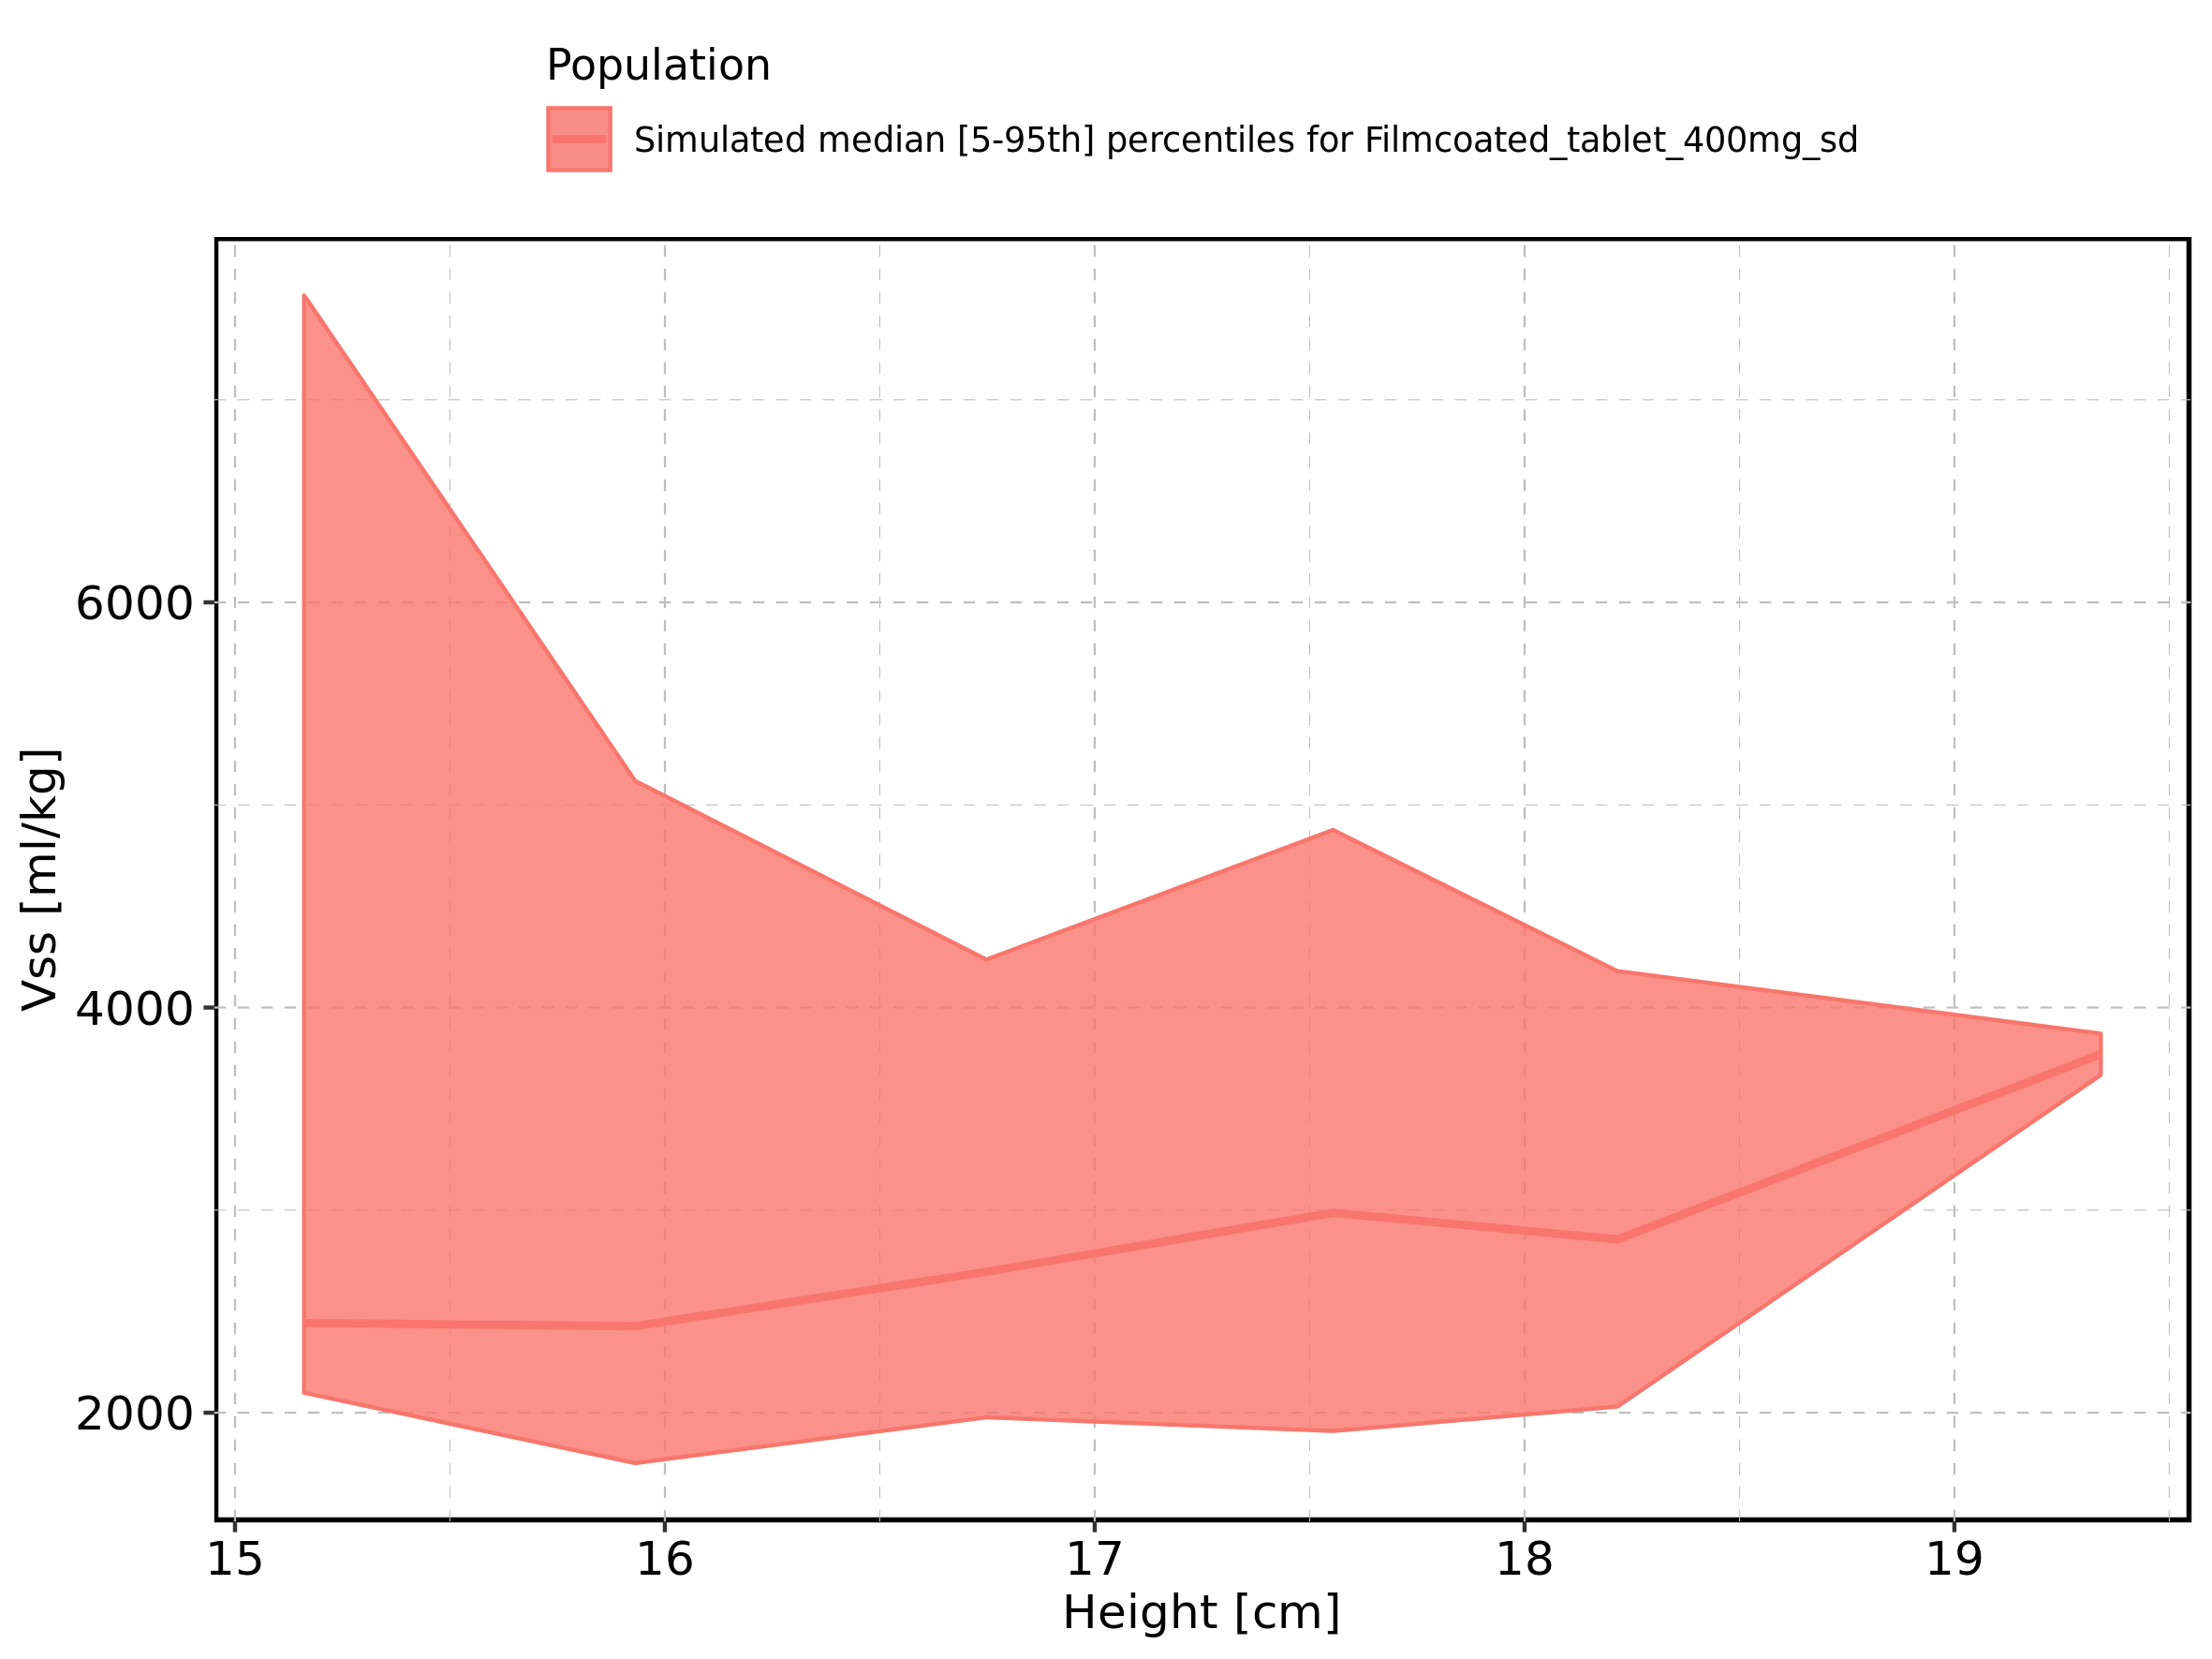 Population
Simulated median [5-95th] percentiles for Filmcoated_tablet_400mg_sd
Vss [ml/kg]
6000
4000
2000
15 16 17 18 19
Height [cm]